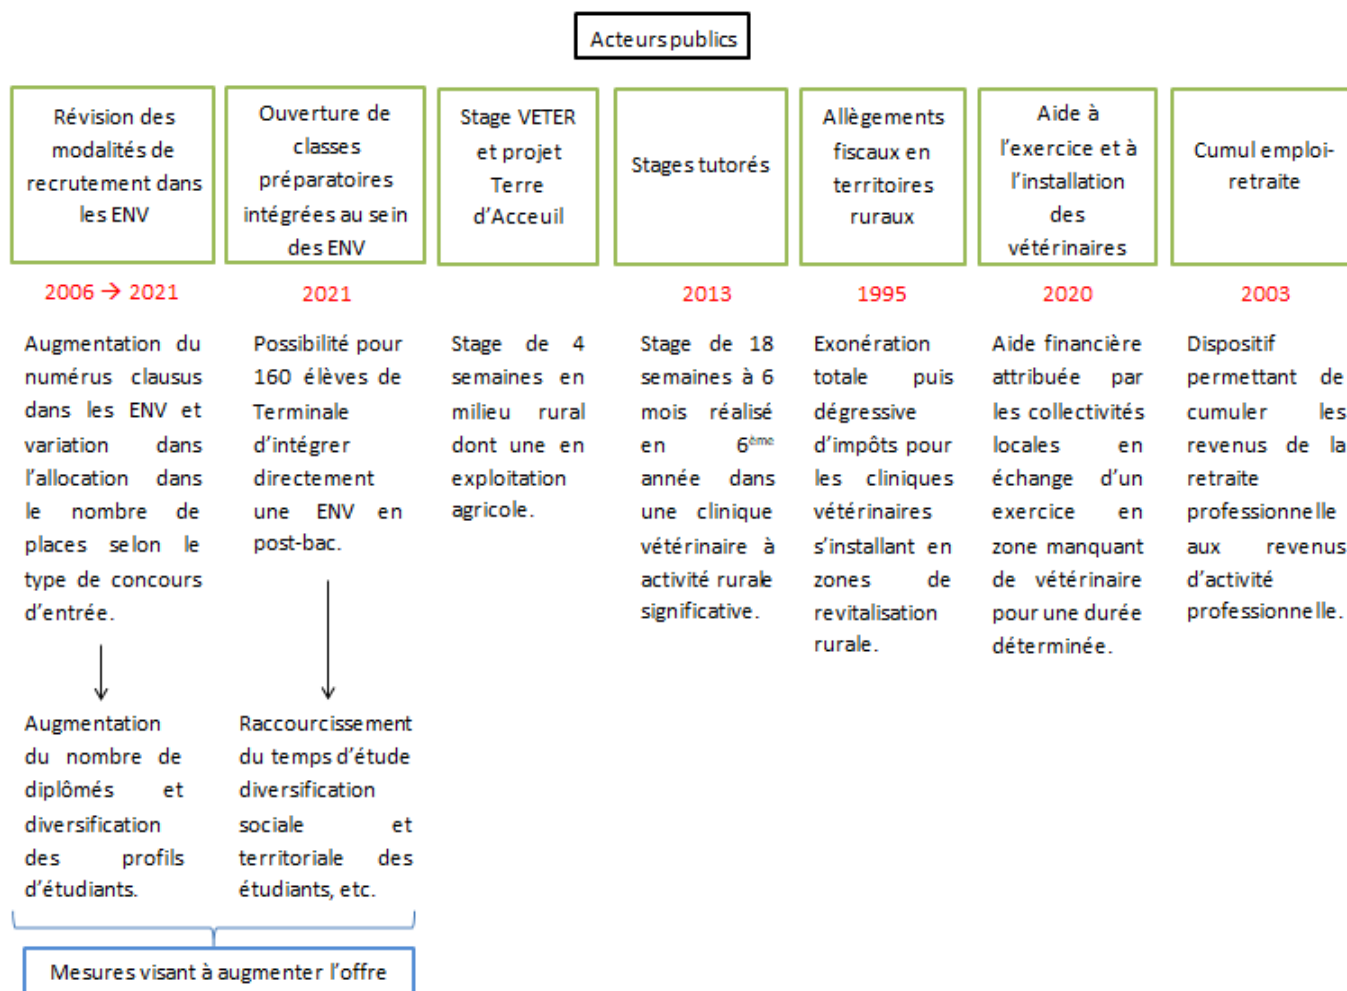 Acteurs publics
Révision des
modalités de
recrutement dans
les ENV
Ouverture de
classes
préparatoires
intégrées au sein
des ENV
Stage VETER
et projet
Terre
d'Acceuil
Stages tutorés
Allègements
fiscaux en
territoires
ruraux
Aide à
l'exercice et à
l'installation
des
vétérinaires
Cumul emploi-
retraite
2006 → 2021
2021
2013
1995
2020
2003
Augmentation du
numérus clausus
dans les ENV et
variation dans
l'allocation dans
le nombre de
places selon le
type de concours
d'entrée.
Possibilité pour
160 élèves de
Terminale
d'intégrer
directement
une ENV en
post-bac.
Stage de 4
semaines en
milieu rural
dont une en
exploitation
agricole.
Stage de 18
semaines à 6
mois réalisé
en 6ème
année dans
une clinique
vétérinaire à
activité rurale
significative.
Exonération
totale puis
dégressive
d'impôts pour
les cliniques
vétérinaires
s'installant en
zones de
revitalisation
rurale.
Aide financière
attribuée par
les collectivités
locales en
échange d'un
exercice en
zone manquant
de vétérinaire
pour une durée
déterminée.
Dispositif
permettant de
cumuler les
revenus de la
retraite
professionnelle
aux revenus
d'activité
professionnelle.
Augmentation
du nombre de
diplômés et
diversification
des profils
d'étudiants.
Raccourcissement
du temps d'étude
diversification
sociale et
territoriale des
étudiants, etc.
Mesures visant à augmenter l'offre